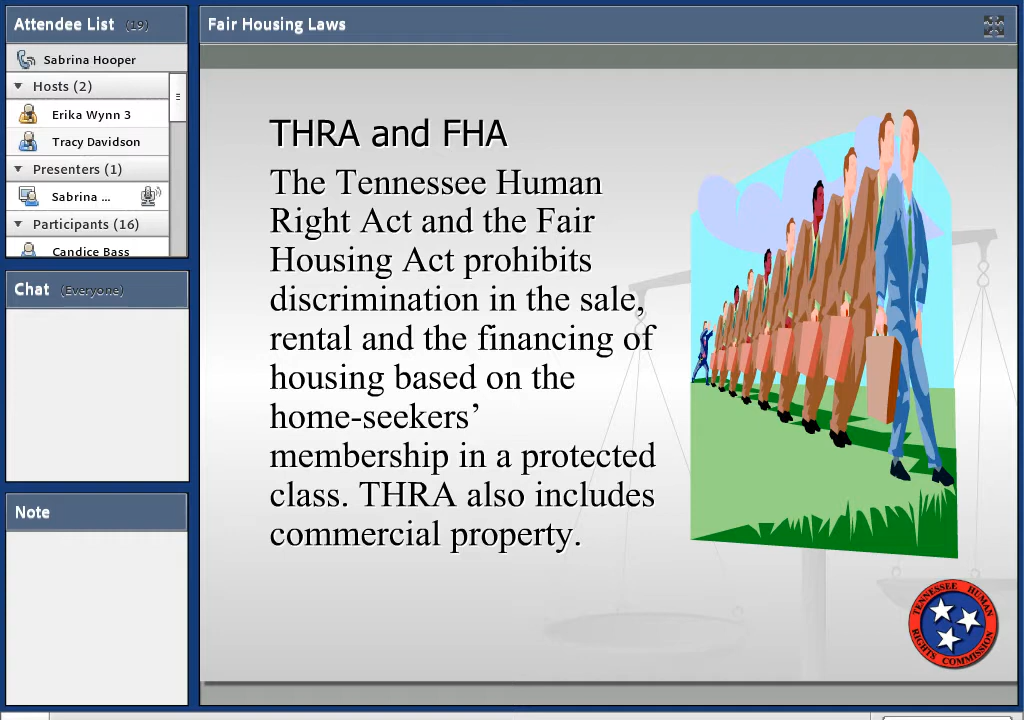 Attendee List (19)
Sabrina Hooper
Hosts (2)
Erika Wynn 3
Tracy Davidson
Presenters (1)
Sabrina ...
Participants (16)
Candice Bass
Chat (Everyone)
Note
Fair Housing Laws
THRA and FHA
The Tennessee Human
Right Act and the Fair
Housing Act prohibits
discrimination in the sale,
rental and the financing of
housing based on the
home-seekers’
membership in a protected
class. THRA also includes
commercial property.
TENNESSEE HUMAN
RIGHTS COMMISSION